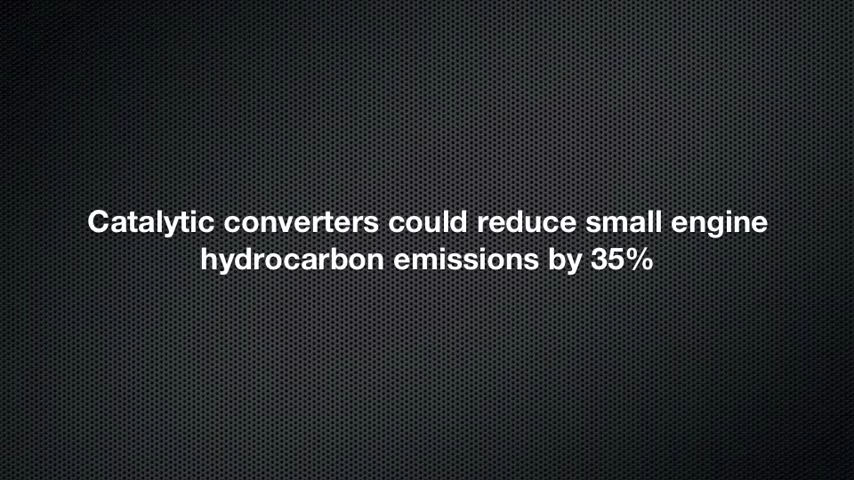 Catalytic converters could reduce small engine
hydrocarbon emissions by 35%